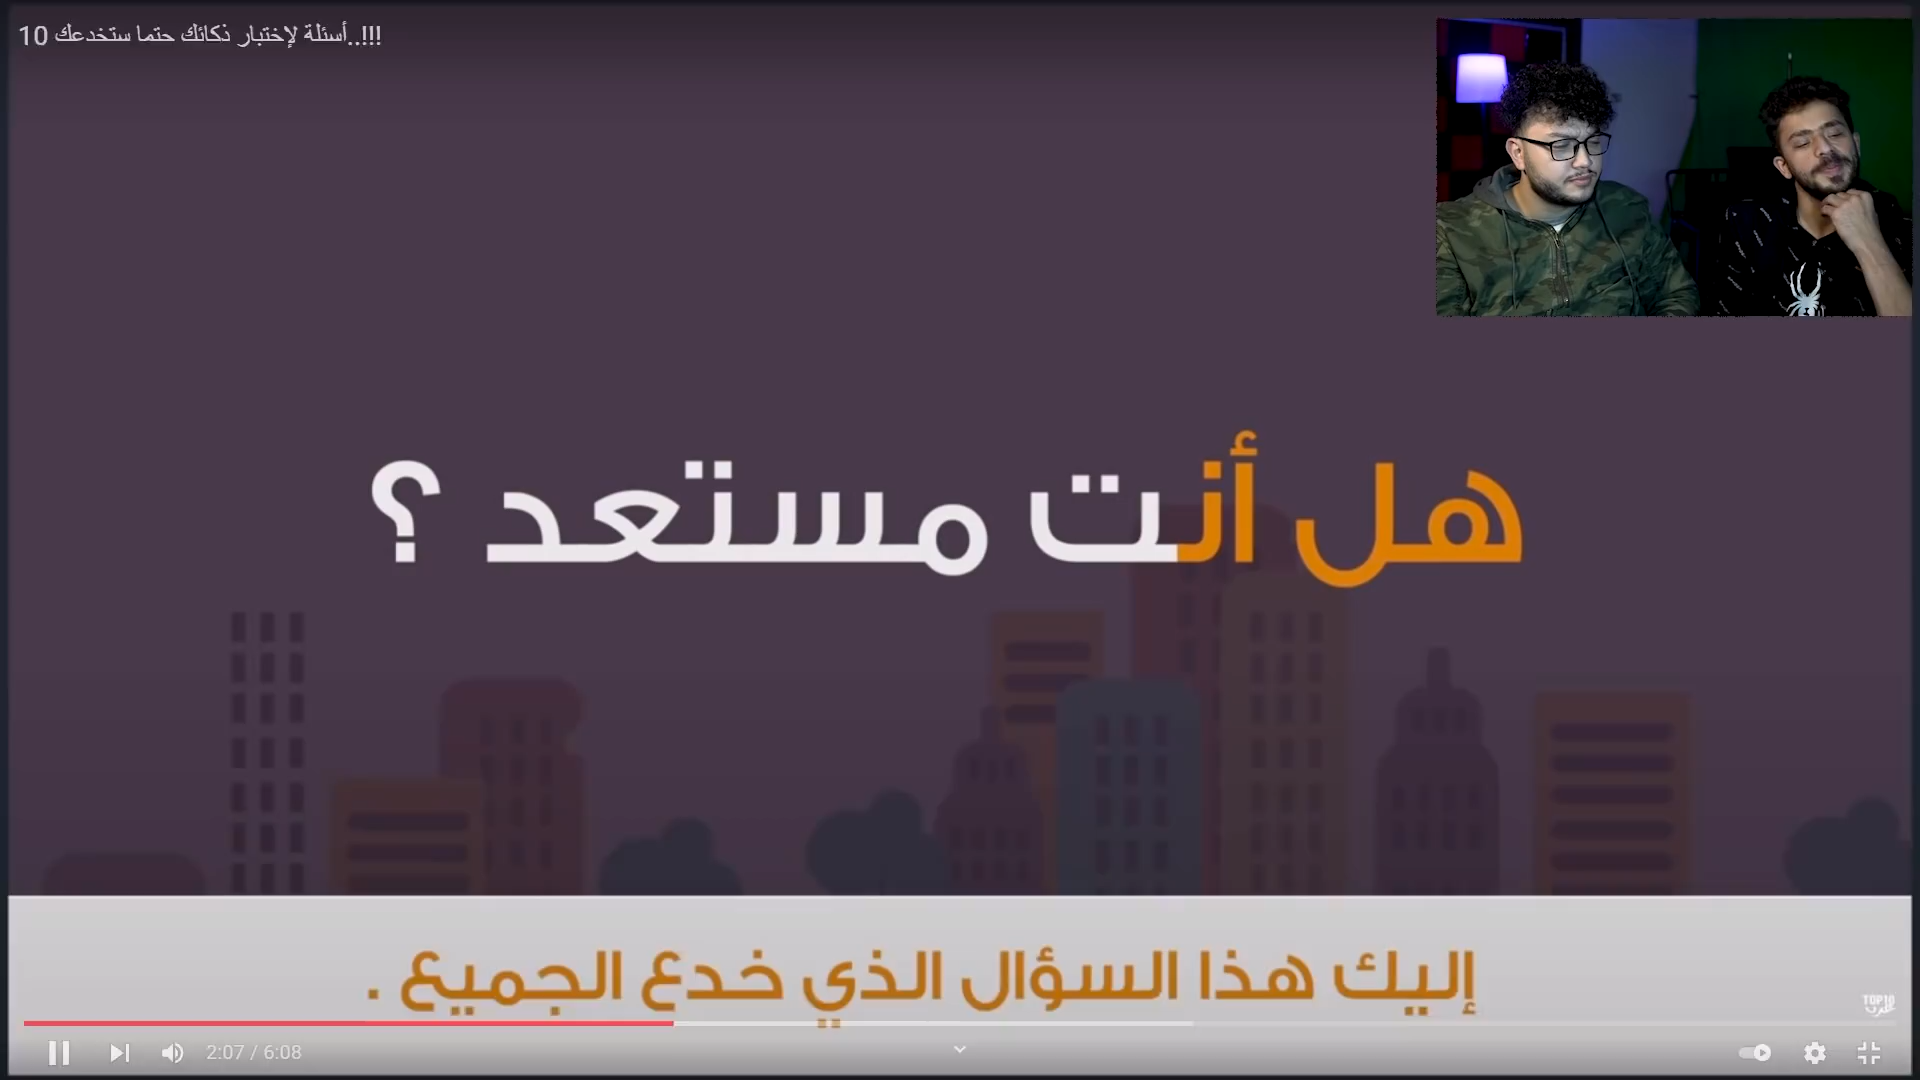 10 أسئلة لإختبار ذكائك حتما ستخدعك..!!!
هل أنت مستعد ؟
إليك هذا السؤال الذي خدع الجميع .
TOP10
2:07 / 6:08